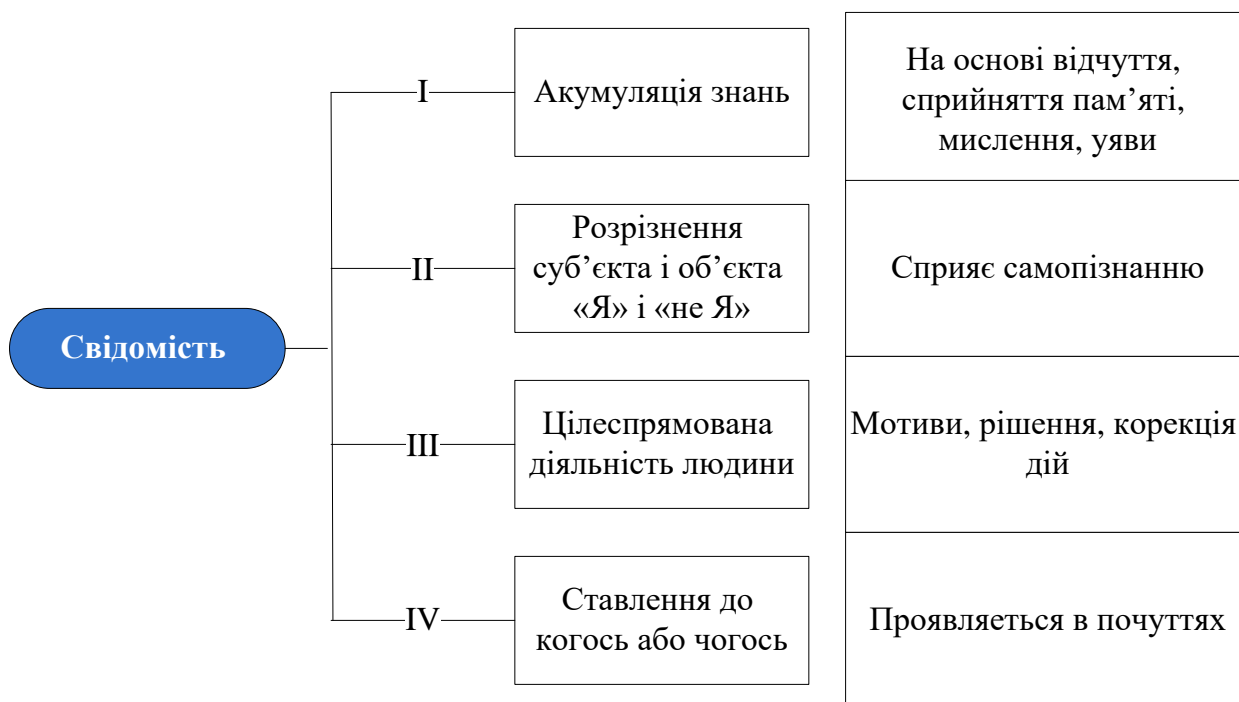 Свідомість
I
Акумуляція знань
На основі відчуття,
сприйняття пам’яті,
мислення, уяви
II
Розрізнення
суб’єкта і об’єкта
«Я» і «не Я»
Сприяє самопізнанню
III
Цілеспрямована
діяльність людини
Мотиви, рішення, корекція
дій
IV
Ставлення до
когось або чогось
Проявляеться в почуттях